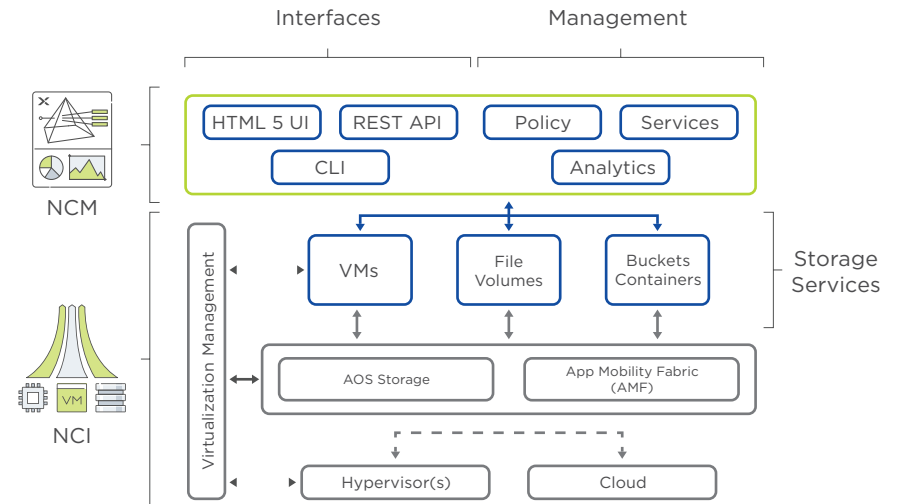 Interfaces
Management
HTML 5 UI
REST API
Policy
Services
CLI
Analytics
NCM
Virtualization Management
VMs
File
Volumes
Buckets
Containers
Storage
Services
AOS Storage
App Mobility Fabric
(AMF)
VM
NCI
Hypervisor(s)
Cloud